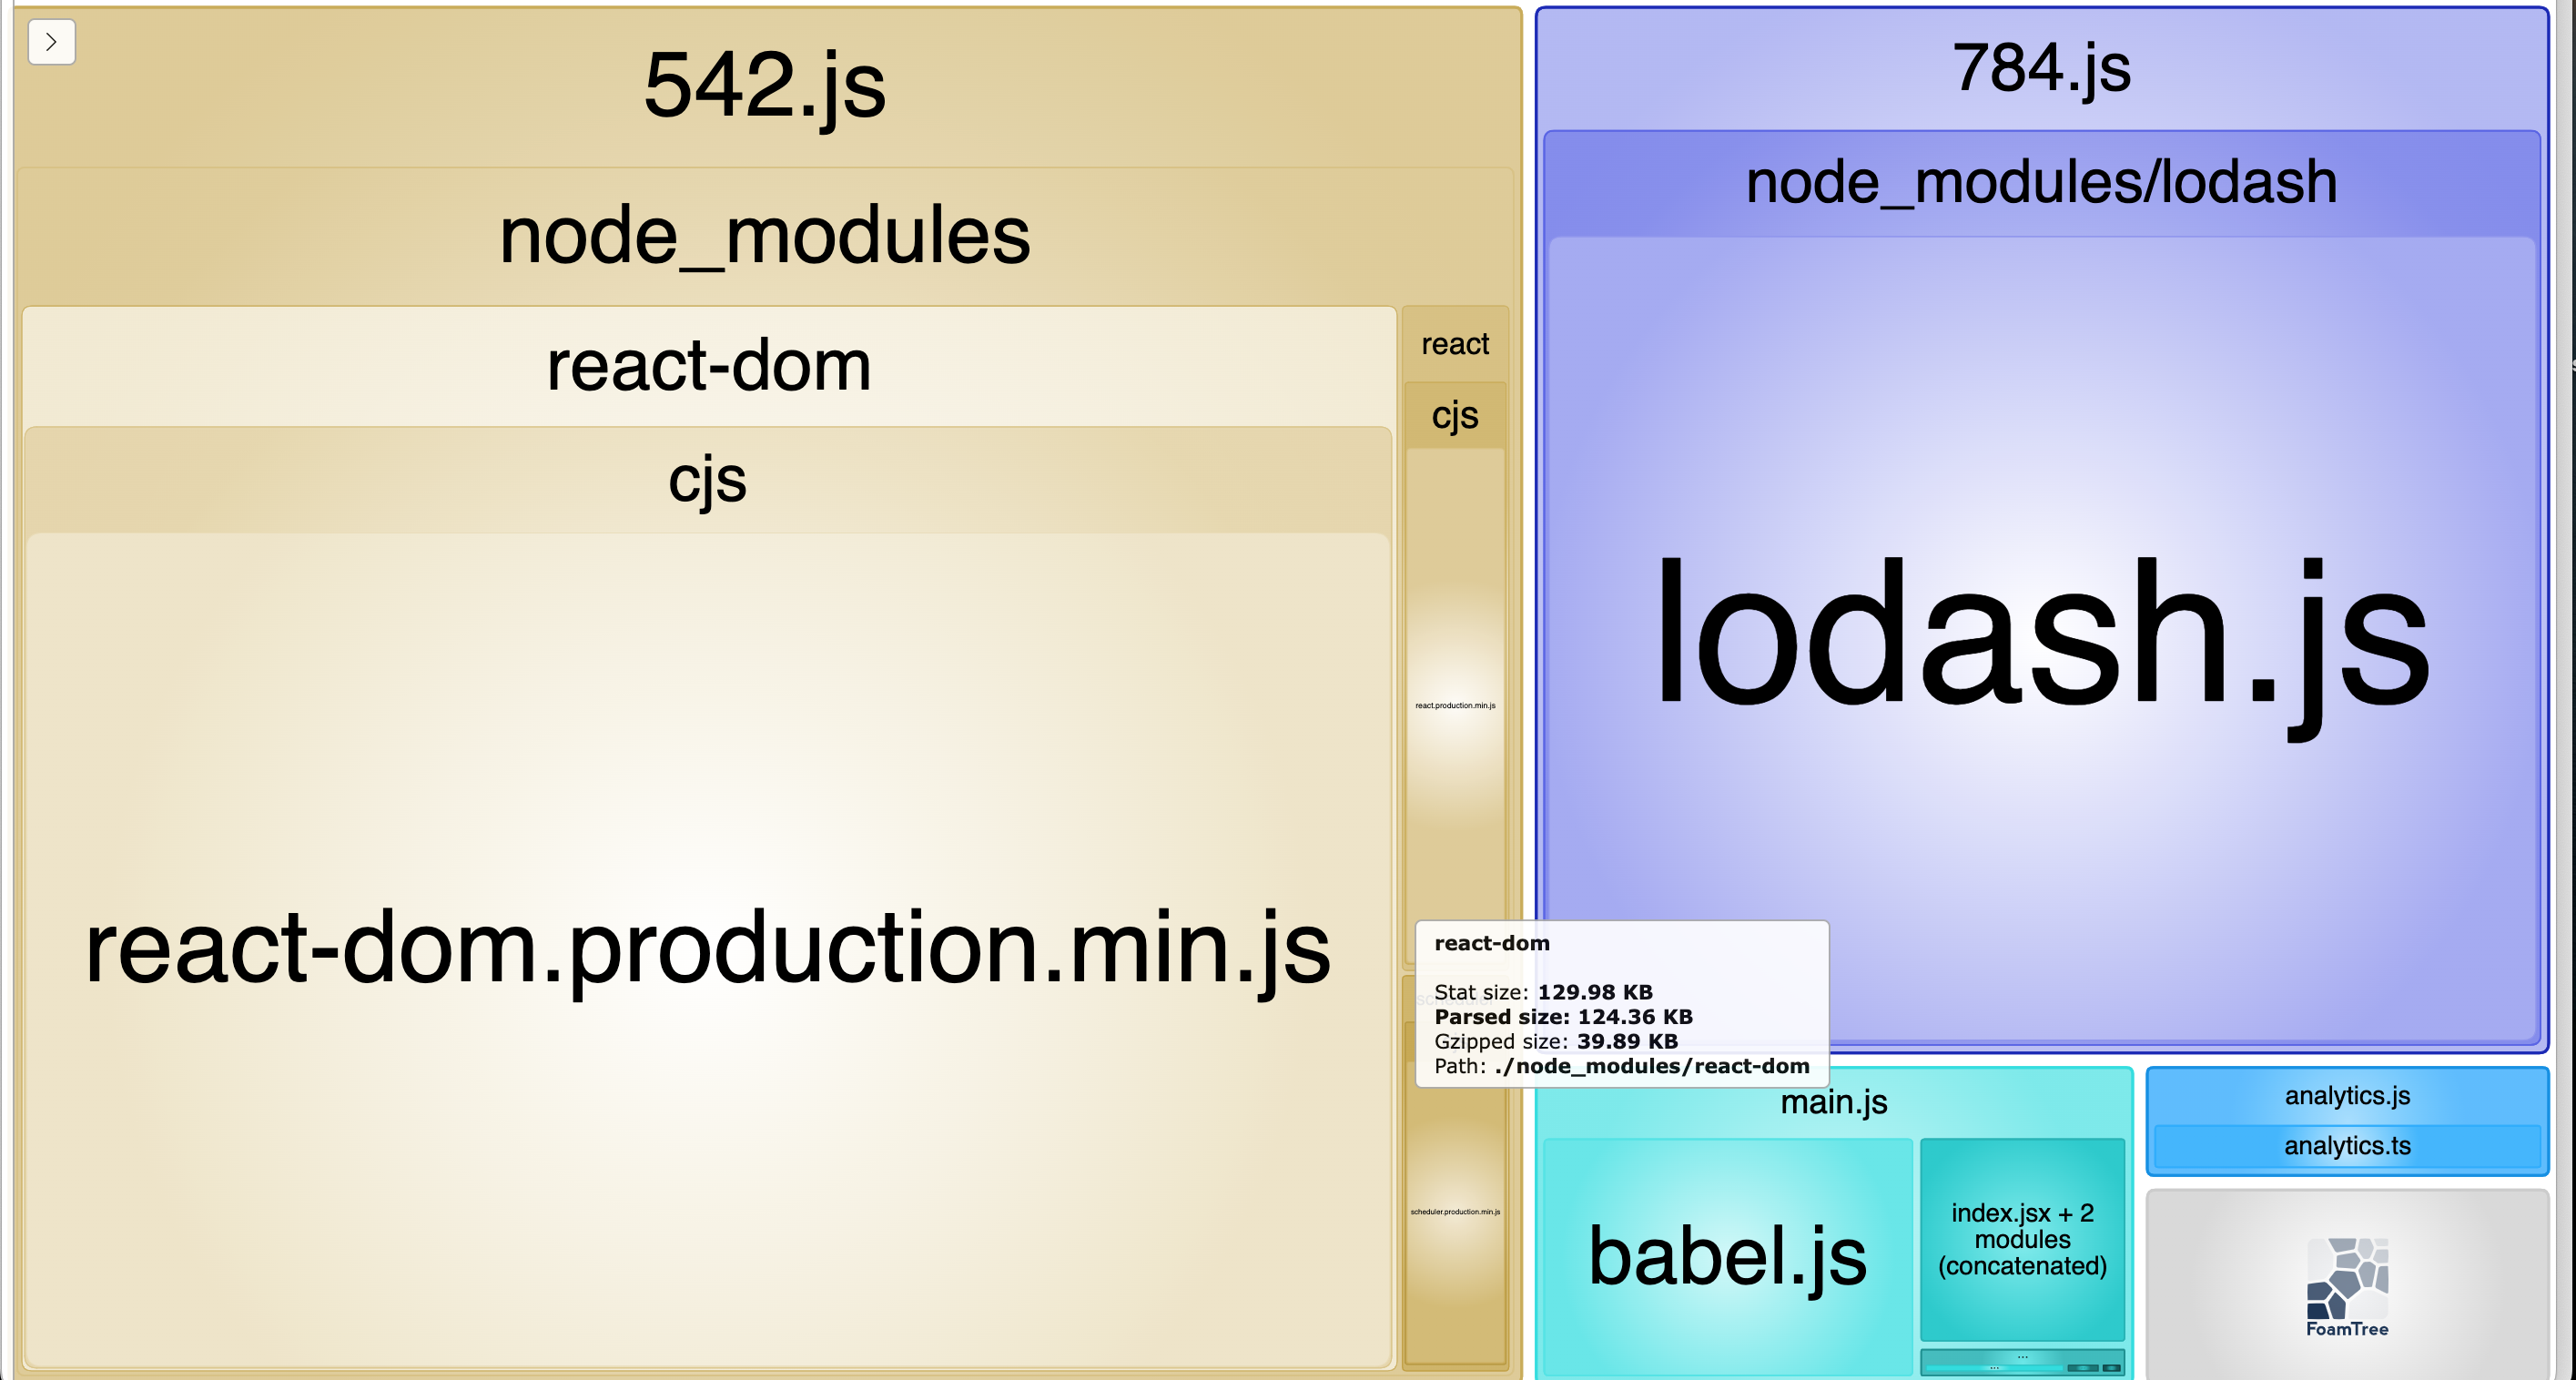 542.js
node_modules
react-dom
cjs
react-dom.production.min.js
react
cjs
react.production.min.js
scheduler
scheduler.production.min.js
784.js
node_modules/lodash
lodash.js
react-dom
Stat size: 129.98 KB
Parsed size: 124.36 KB
Gzipped size: 39.89 KB
Path: ./node_modules/react-dom
main.js
babel.js
index.jsx + 2
modules
(concatenated)
...
...
analytics.js
analytics.ts
FoamTree